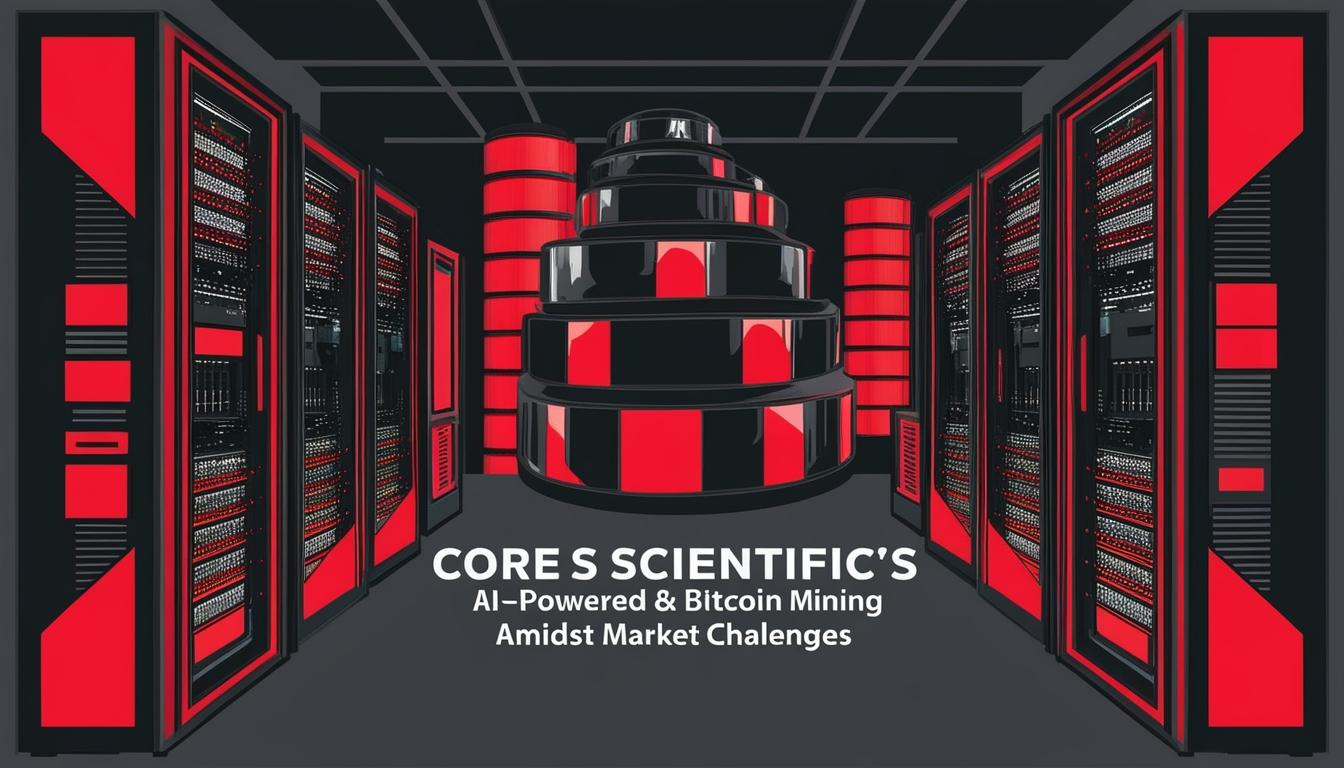 CORE S SCIENTIFIC'S
AI-Powered & Bitcoin Mining
Amidst Market Chalenges